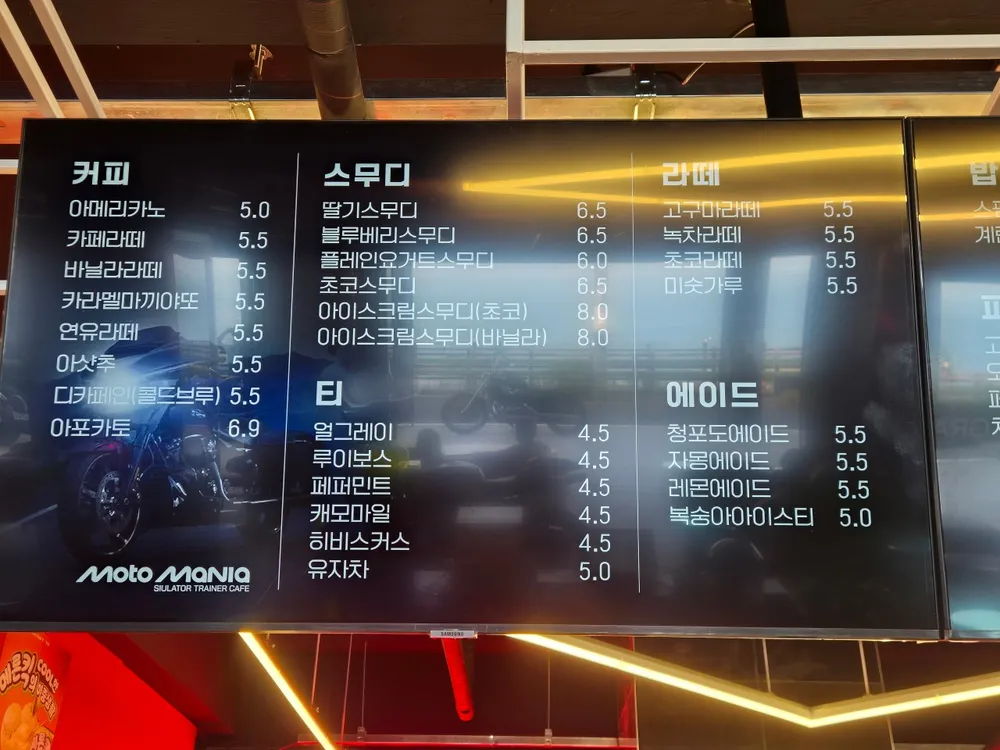 커피
아메리카노 5.0
카페라떼 5.5
바닐라라떼 5.5
카라멜마끼야또 5.5
연유라떼 5.5
아샷추 5.5
디카페인(콜드브루) 5.5
아포카토 6.9
Moto Mania
SIULATOR TRAINER CAFE
스무디
딸기스무디 6.5
블루베리스무디 6.5
플레인요거트스무디 6.0
초코스무디 6.5
아이스크림스무디(초코) 8.0
아이스크림스무디(바닐라) 8.0
티
얼그레이 4.5
루이보스 4.5
페퍼민트 4.5
캐모마일 4.5
히비스커스 4.5
유자차 5.0
라떼
고구마라떼 5.5
녹차라떼 5.5
초코라떼 5.5
미숫가루 5.5
에이드
청포도에이드 5.5
자몽에이드 5.5
레몬에이드 5.5
복숭아아이스티 5.0
SAMSUNG